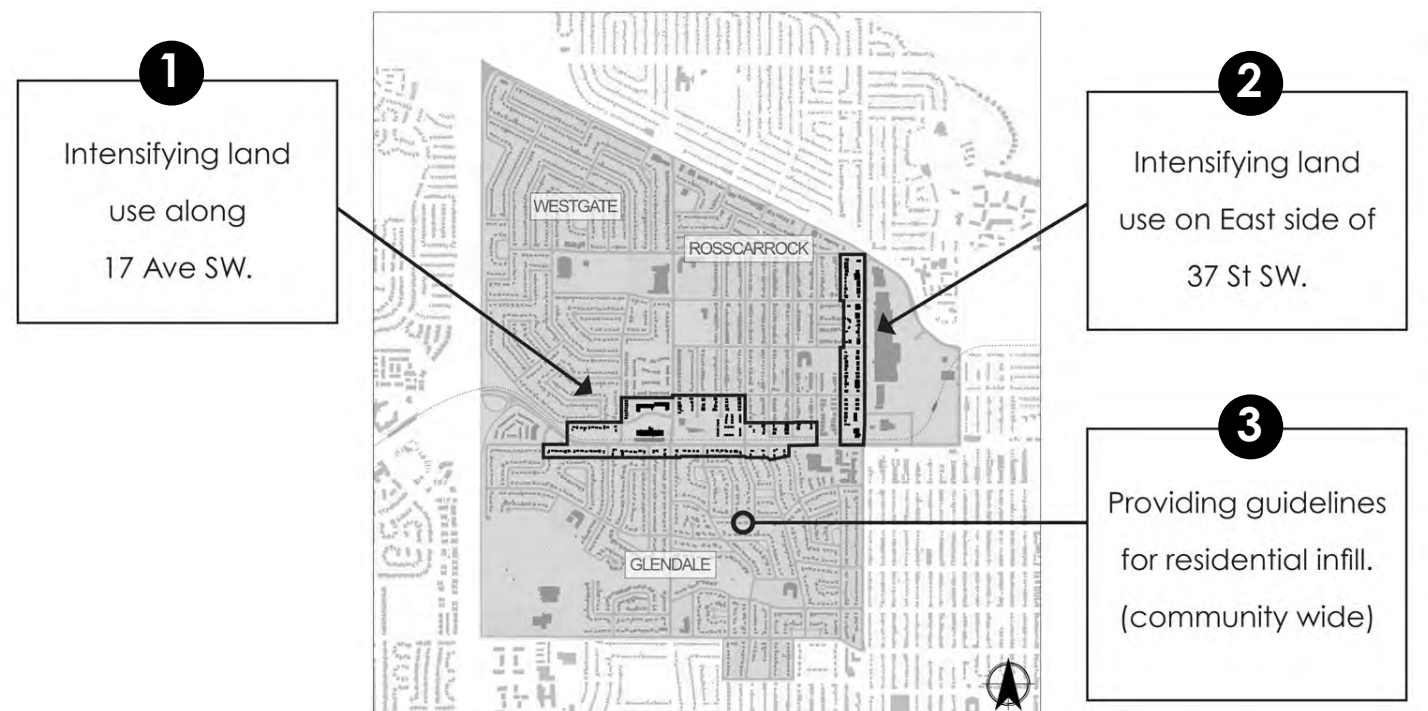 1
Intensifying land
use along
17 Ave SW.
WESTGATE
ROSSCARROCK
GLENDALE
2
Intensifying land
use on East side of
37 St SW.
3
Providing guidelines
for residential infill.
(community wide)